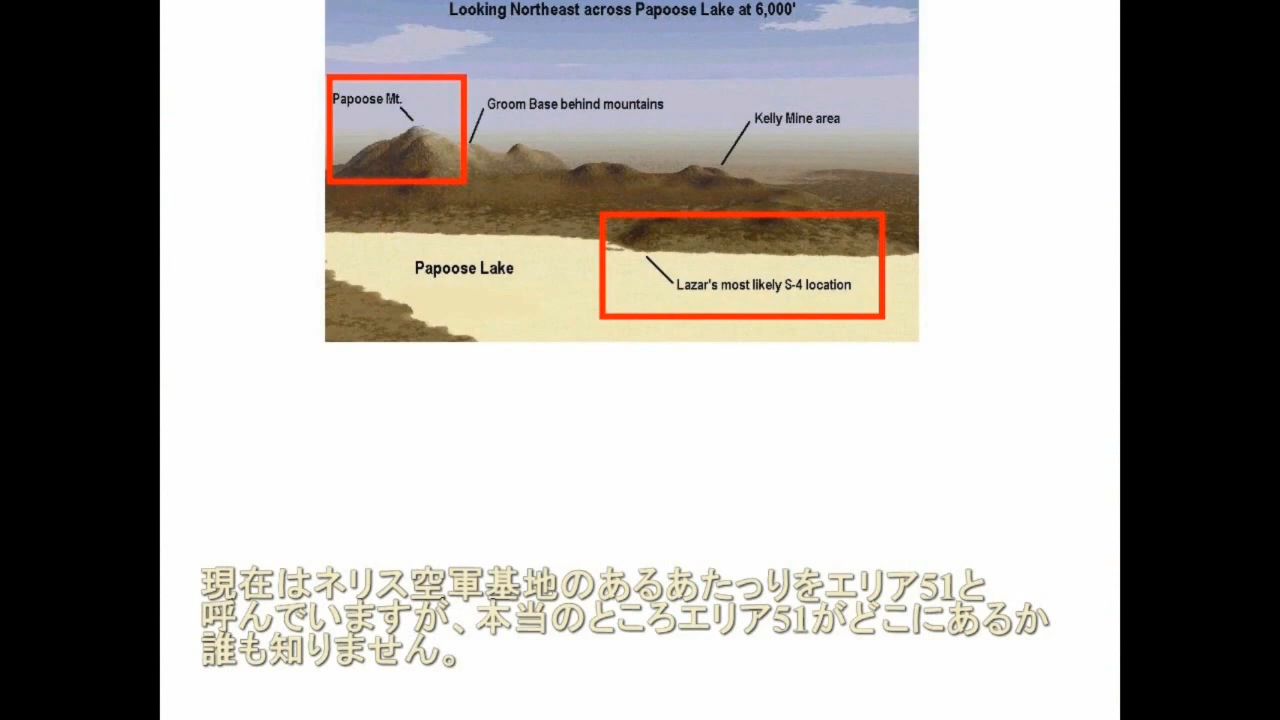 Looking Northeast across Papoose Lake at 6,000'
Papoose Mt.
Groom Base behind mountains
Kelly Mine area
Papoose Lake
Lazar's most likely S-4 location
現在はネリス空軍基地のあるあたっりをエリア51と
呼んでいますが、本当のところエリア51がどこにあるか
誰も知りません。